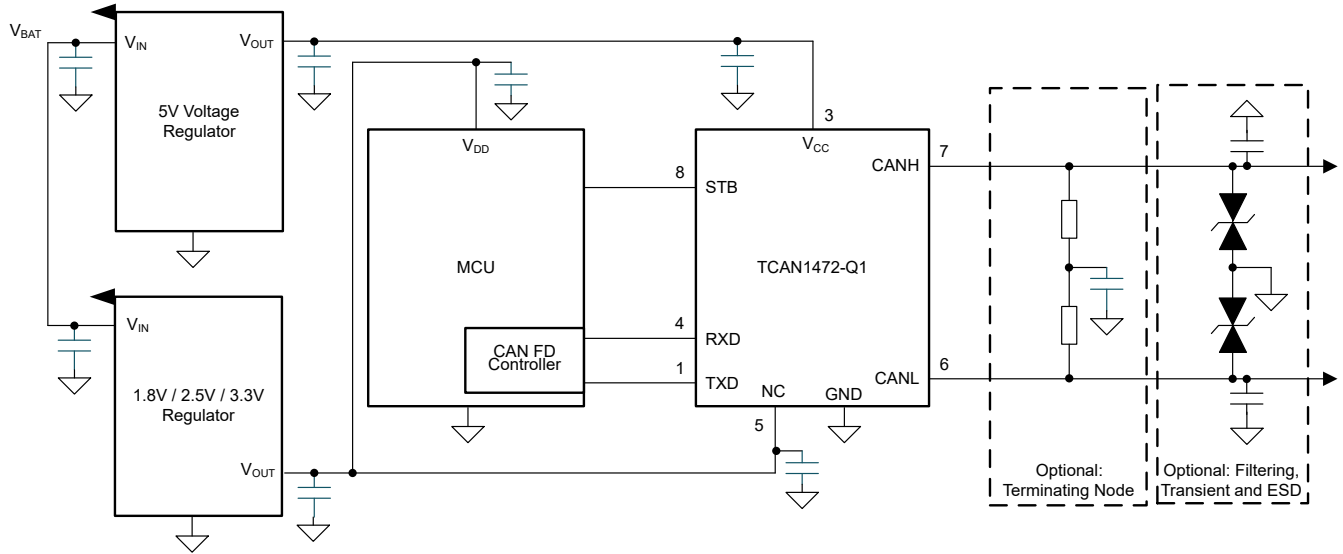 VBAT
VIN
VOUT
5V Voltage
Regulator
VIN
1.8V / 2.5V / 3.3V
Regulator
VOUT
VDD
MCU
CAN FD
Controller
3
VCC
8
STB
TCAN1472-Q1
4
RXD
1
TXD
NC
5
GND
CANH
7
CANL
6
Optional:
Terminating Node
Optional: Filtering,
Transient and ESD